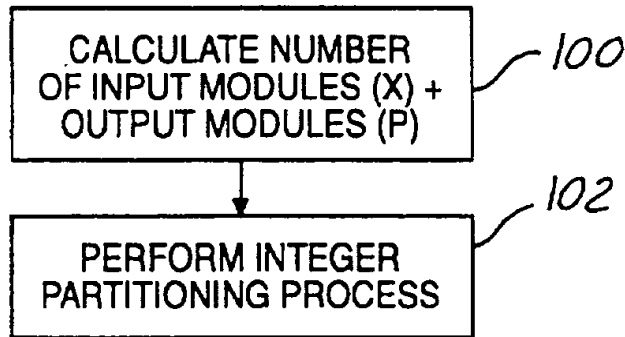 CALCULATE NUMBER
OF INPUT MODULES (X) +
OUTPUT MODULES (P)
100
PERFORM INTEGER
PARTITIONING PROCESS
102